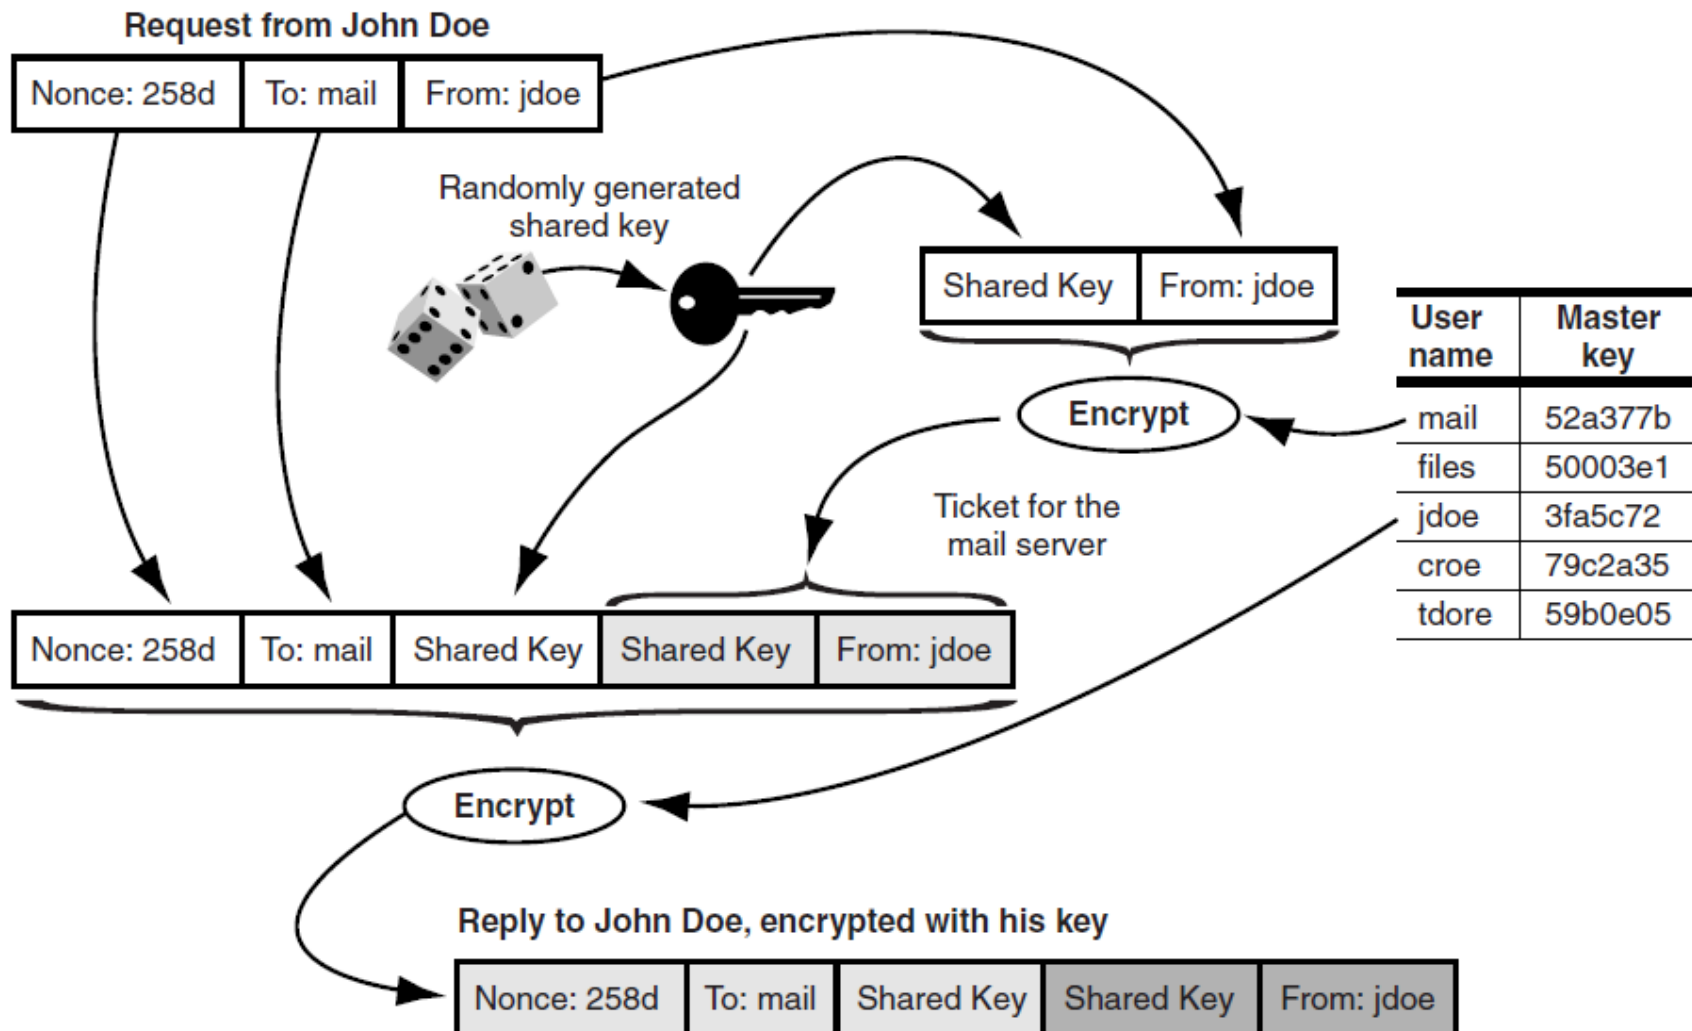 Request from John Doe
Nonce: 258d To: mail From: jdoe
Randomly generated
shared key
Shared Key From: jdoe
User name Master key
mail 52a377b
files 50003e1
jdoe 3fa5c72
croe 79c2a35
tdore 59b0e05
Encrypt
Ticket for the
mail server
Nonce: 258d To: mail Shared Key Shared Key From: jdoe
Encrypt
Reply to John Doe, encrypted with his key
Nonce: 258d To: mail Shared Key Shared Key From: jdoe